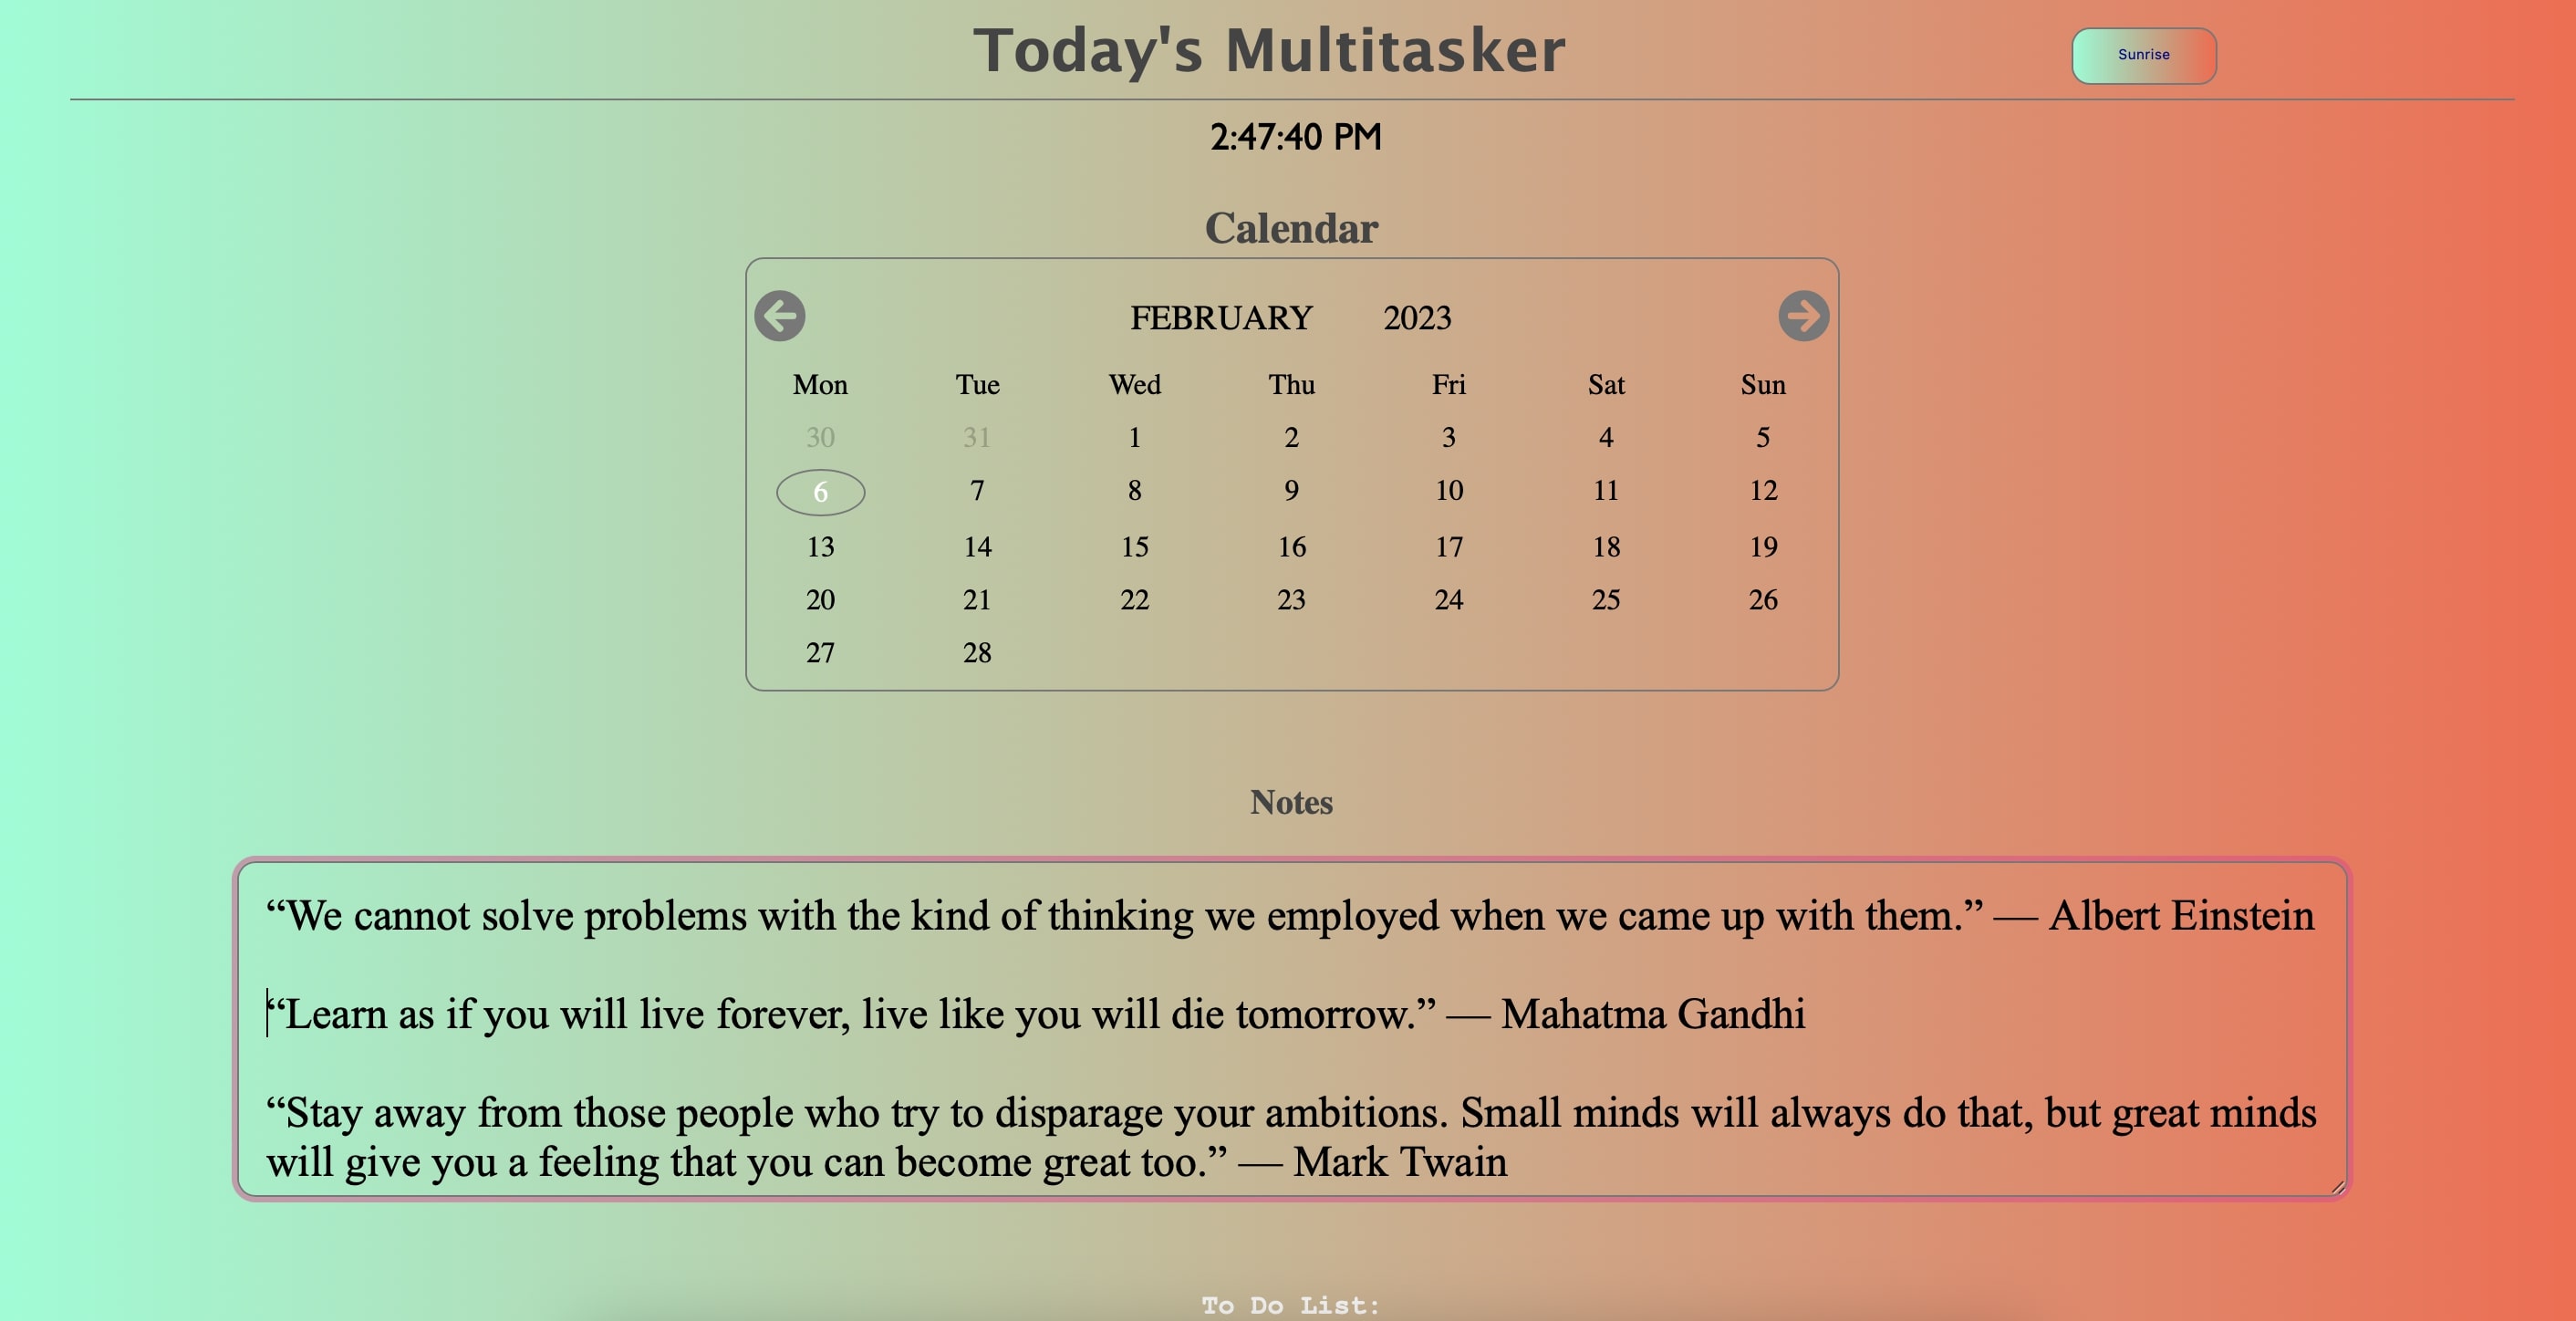 Today's Multitasker
Sunrise
2:47:40 PM
Calendar
FEBRUARY 2023
Mon Tue Wed Thu Fri Sat Sun
30 31 1 2 3 4 5
6 7 8 9 10 11 12
13 14 15 16 17 18 19
20 21 22 23 24 25 26
27 28
Notes
“We cannot solve problems with the kind of thinking we employed when we came up with them.” — Albert Einstein
“Learn as if you will live forever, live like you will die tomorrow.” — Mahatma Gandhi
“Stay away from those people who try to disparage your ambitions. Small minds will always do that, but great minds
will give you a feeling that you can become great too.” — Mark Twain
To Do List: